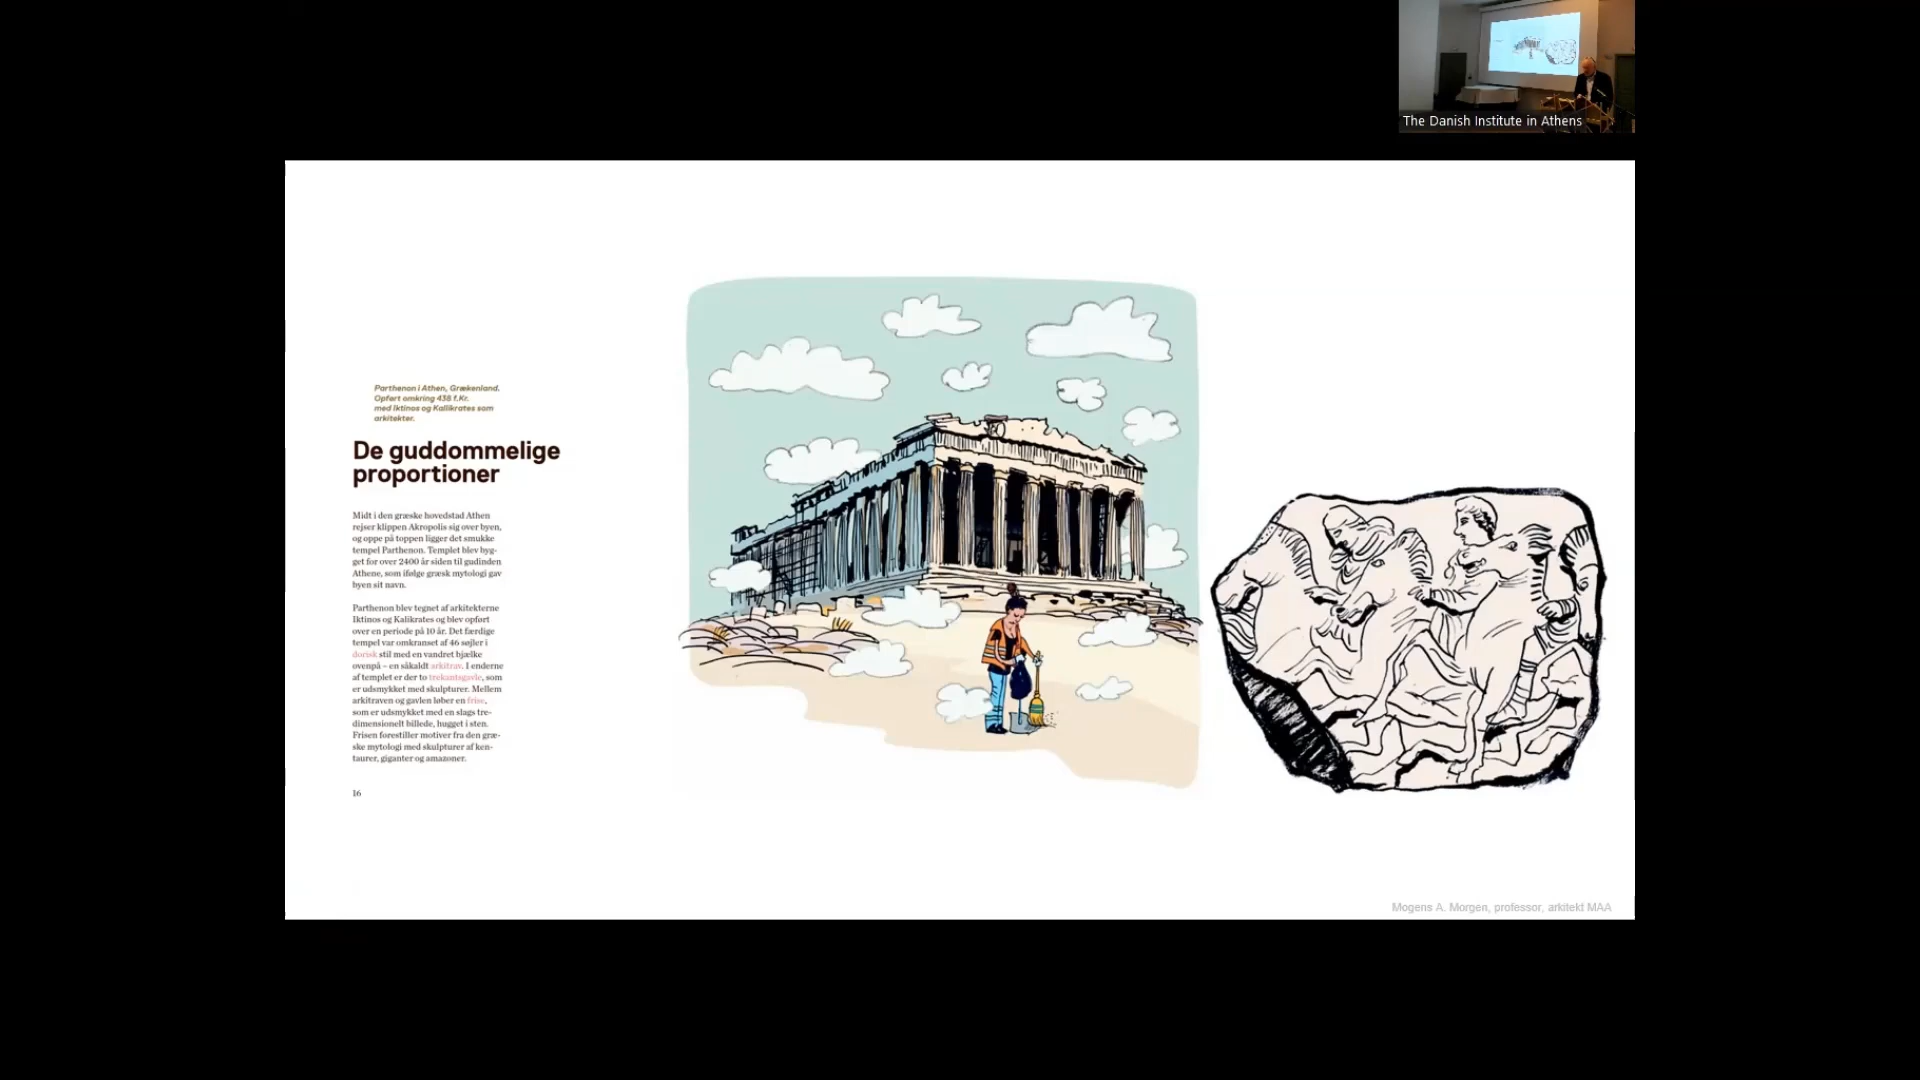 The Danish Institute in Athens
Parthenon i Athen, Grækenland.
Opført omkring 438 f.Kr.
med Iktinos og Kallikrates som
arkitekter.
De guddommelige
proportioner
Midt i den græske hovedstad Athen
rejser klippen Akropolis sig over byen,
og oppe på toppen ligger det smukke
tempel Parthenon. Templet blev byg-
get for over 2400 år siden til gudinden
Athene, som ifølge græsk mytologi gav
byen sit navn.
Parthenon blev tegnet af arkitekterne
Iktinos og Kalikrates og blev opført
over en periode på 10 år. Det færdige
tempel var omkranset af 46 søjler i
dorisk stil med en vandret bjælke
ovenpå – en såkaldt arkitrav. I enderne
af templet er der to trekantsgavle, som
er udsmykket med skulpturer. Mellem
arkitraven og gavlen løber en frise,
som er udsmykket med en slags tre-
dimensionelt billede, hugget i sten.
Frisen forestiller motiver fra den græ-
ske mytologi med skulpturer af ken-
taurer, giganter og amazoner.
16
Mogens A. Morgen, professor, arkitekt MAA